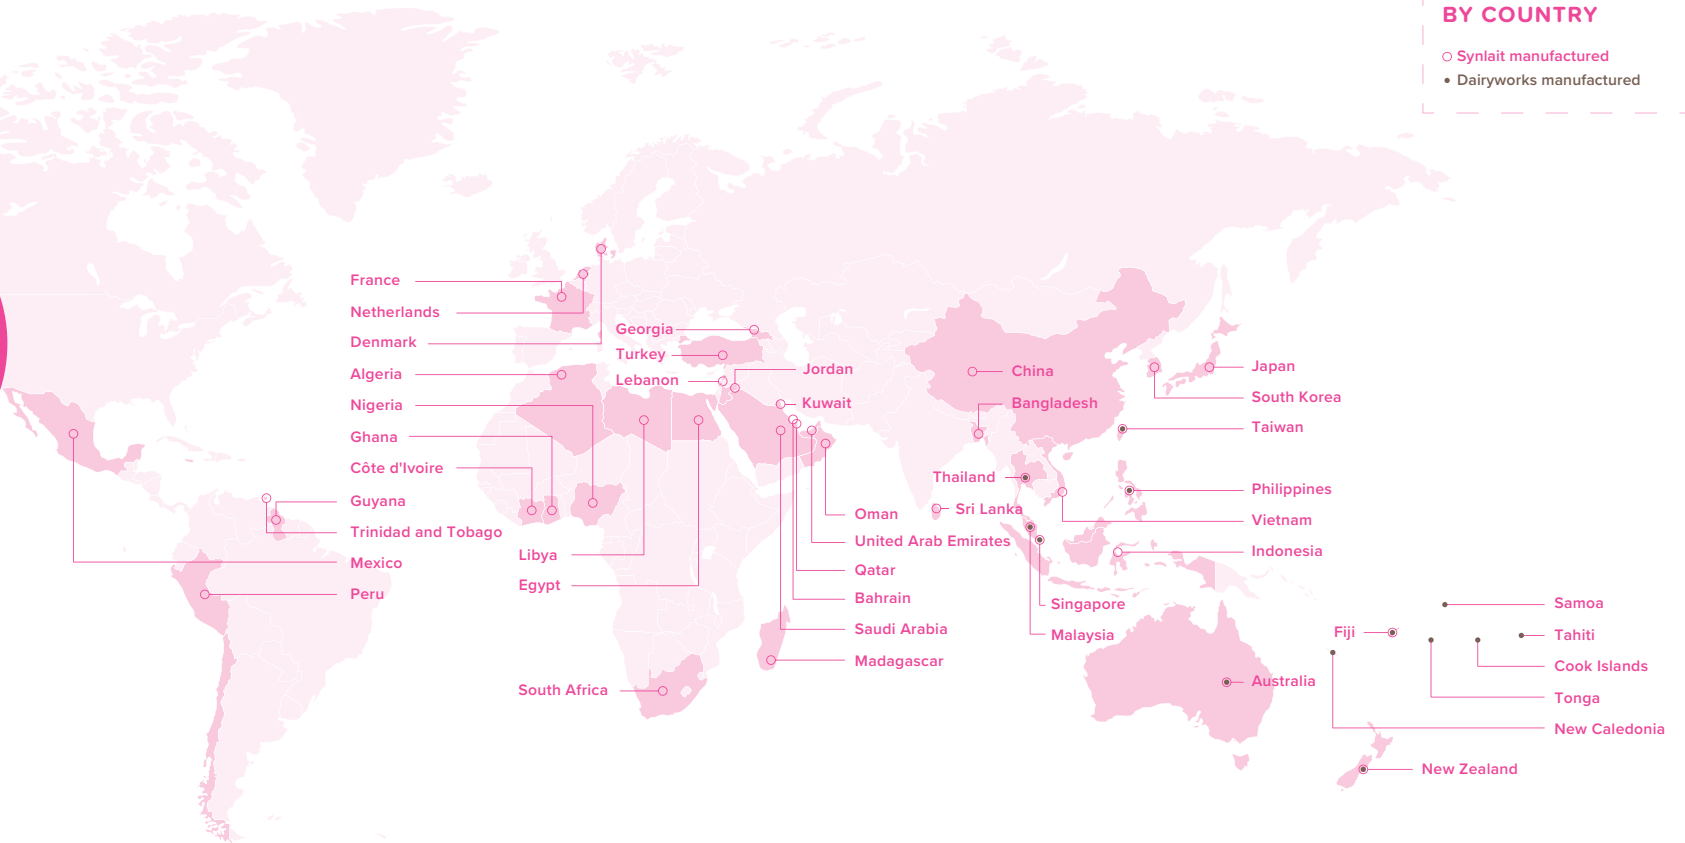 BY COUNTRY
Synlait manufactured
Dairyworks manufactured
France
Netherlands
Denmark
Algeria
Nigeria
Ghana
Côte d'Ivoire
Guyana
Trinidad and Tobago
Mexico
Peru
Georgia
Turkey
Lebanon
Jordan
Kuwait
Libya
Egypt
South Africa
Oman
United Arab Emirates
Qatar
Bahrain
Saudi Arabia
Madagascar
China
Bangladesh
Thailand
Sri Lanka
Singapore
Malaysia
Japan
South Korea
Taiwan
Philippines
Vietnam
Indonesia
Australia
Fiji
Samoa
Tahiti
Cook Islands
Tonga
New Caledonia
New Zealand